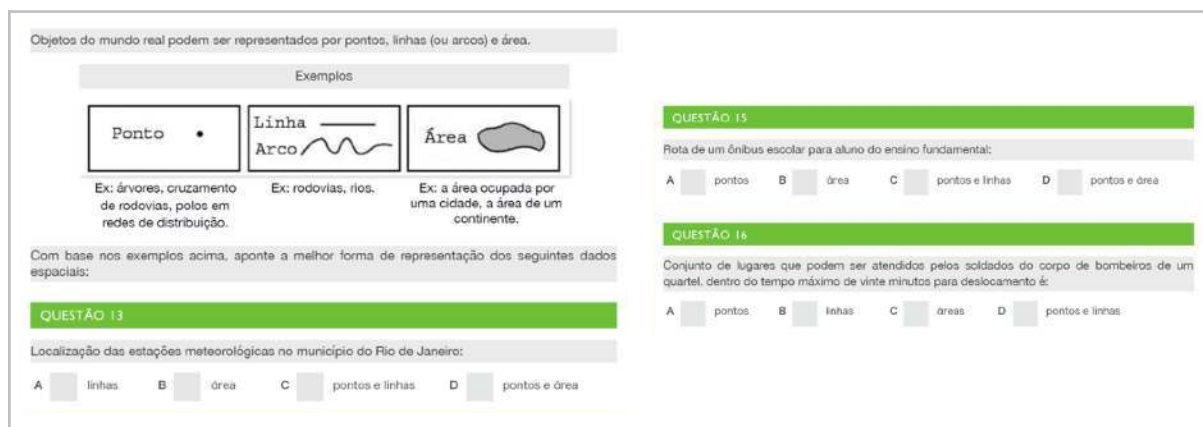 Objetos do mundo real podem ser representados por pontos, linhas (ou arcos) e área.
Exemplos
Ponto
Linha
Arco
Área
Ex: árvores, cruzamento
de rodovias, polos em
redes de distribuição.
Ex: rodovias, rios.
Ex: a área ocupada por
uma cidade, a área de um
continente.
Com base nos exemplos acima, aponte a melhor forma de representação dos seguintes dados
espaciais:
QUESTÃO 13
Localização das estações meteorológicas no município do Rio de Janeiro:
A linhas B área C pontos e linhas D pontos e área
QUESTÃO 15
Rota de um ônibus escolar para aluno do ensino fundamental:
A pontos B área C pontos e linhas D pontos e área
QUESTÃO 16
Conjunto de lugares que podem ser atendidos pelos soldados do corpo de bombeiros de um
quartel, dentro do tempo máximo de vinte minutos para deslocamento é:
A pontos B linhas C áreas D pontos e linhas